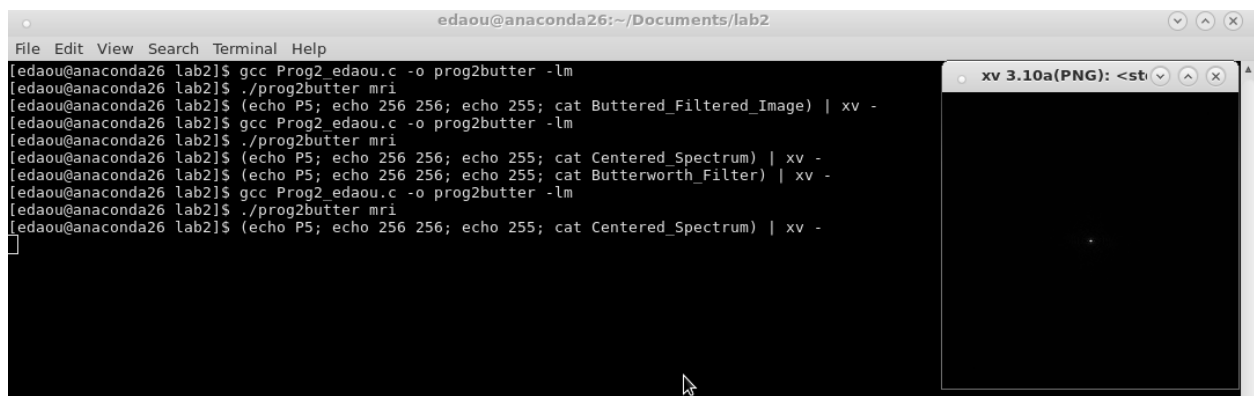 edaou@anaconda26:~/Documents/lab2
File Edit View Search Terminal Help
[edaou@anaconda26 lab2]$ gcc Prog2_edaou.c -o prog2butter -lm
[edaou@anaconda26 lab2]$ ./prog2butter mri
[edaou@anaconda26 lab2]$ (echo P5; echo 256 256; echo 255; cat Buttered_Filtered_Image) | xv -
[edaou@anaconda26 lab2]$ gcc Prog2_edaou.c -o prog2butter -lm
[edaou@anaconda26 lab2]$ ./prog2butter mri
[edaou@anaconda26 lab2]$ (echo P5; echo 256 256; echo 255; cat Centered_Spectrum) | xv -
[edaou@anaconda26 lab2]$ (echo P5; echo 256 256; echo 255; cat Butterworth_Filter) | xv -
[edaou@anaconda26 lab2]$ gcc Prog2_edaou.c -o prog2butter -lm
[edaou@anaconda26 lab2]$ ./prog2butter mri
[edaou@anaconda26 lab2]$ (echo P5; echo 256 256; echo 255; cat Centered_Spectrum) | xv -
xv 3.10a(PNG): <st